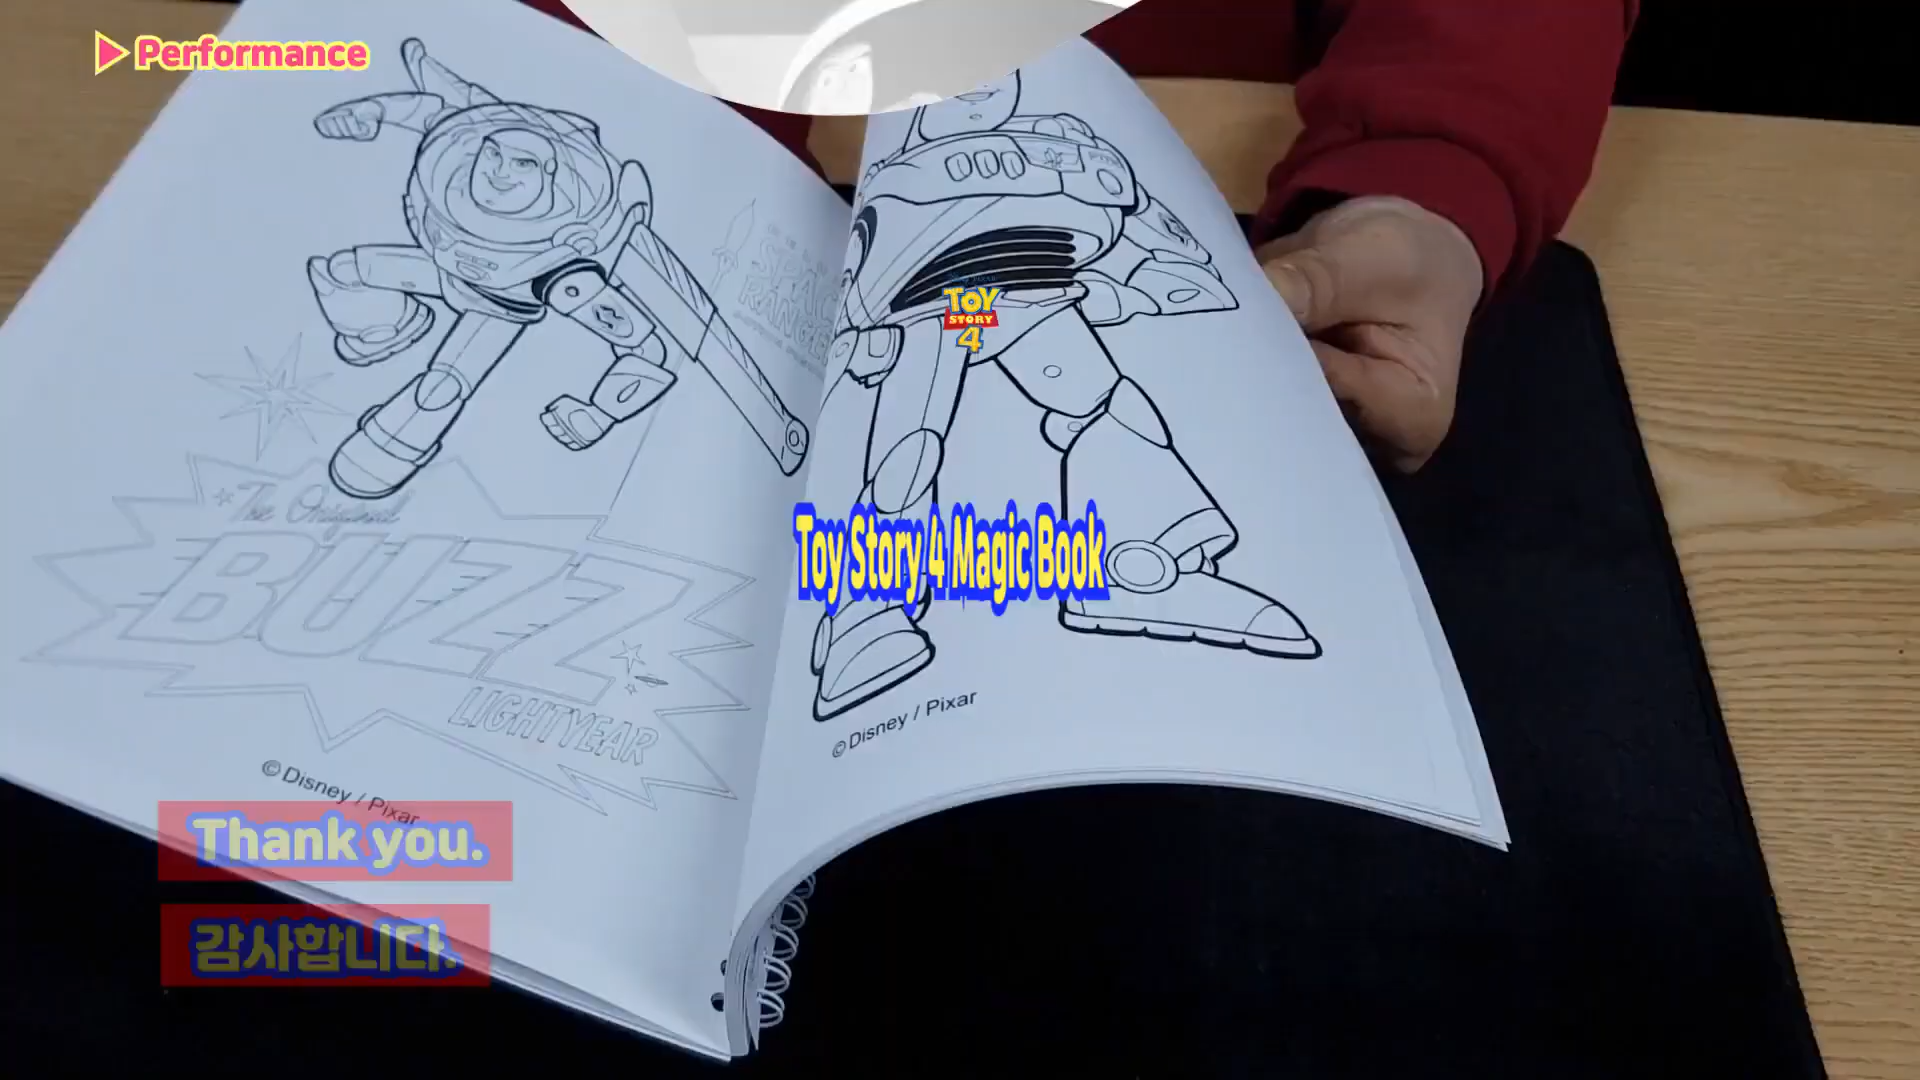 Performance
SPACE
RANGER
TOY
STORY
4
Toy Story 4 Magic Book
The Original
BUZZ
LIGHTYEAR
©Disney / Pixar
©Disney / Pixar
Thank you.
감사합니다.